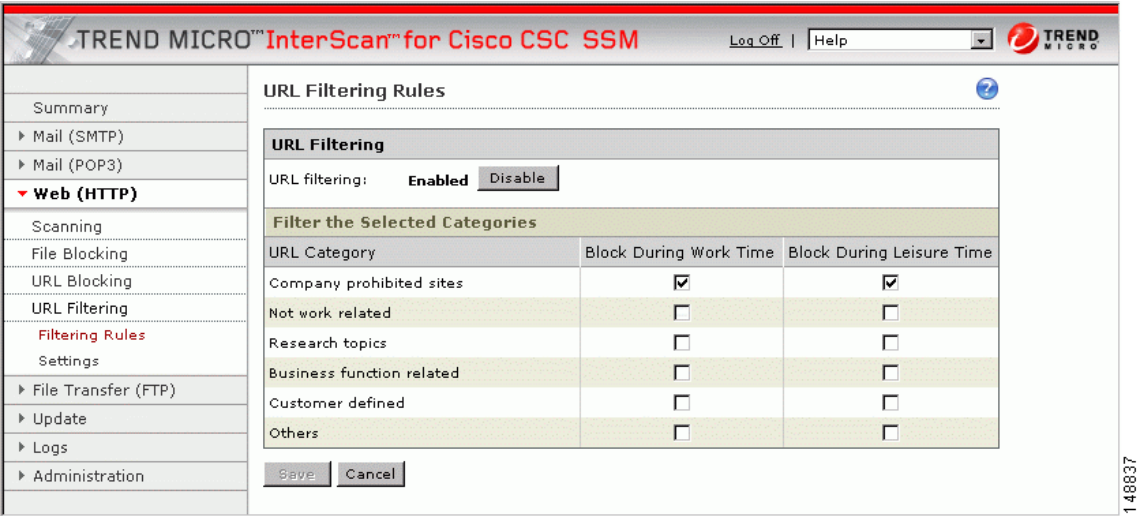 TREND MICRO™ InterScan™ for Cisco CSC SSM
Log Off | Help
TREND MICRO
Summary
Mail (SMTP)
Mail (POP3)
Web (HTTP)
Scanning
File Blocking
URL Blocking
URL Filtering
Filtering Rules
Settings
File Transfer (FTP)
Update
Logs
Administration
URL Filtering Rules
?
URL Filtering
URL filtering: Enabled Disable
Filter the Selected Categories
URL Category Block During Work Time Block During Leisure Time
Company prohibited sites
Not work related
Research topics
Business function related
Customer defined
Others
Save Cancel
148837